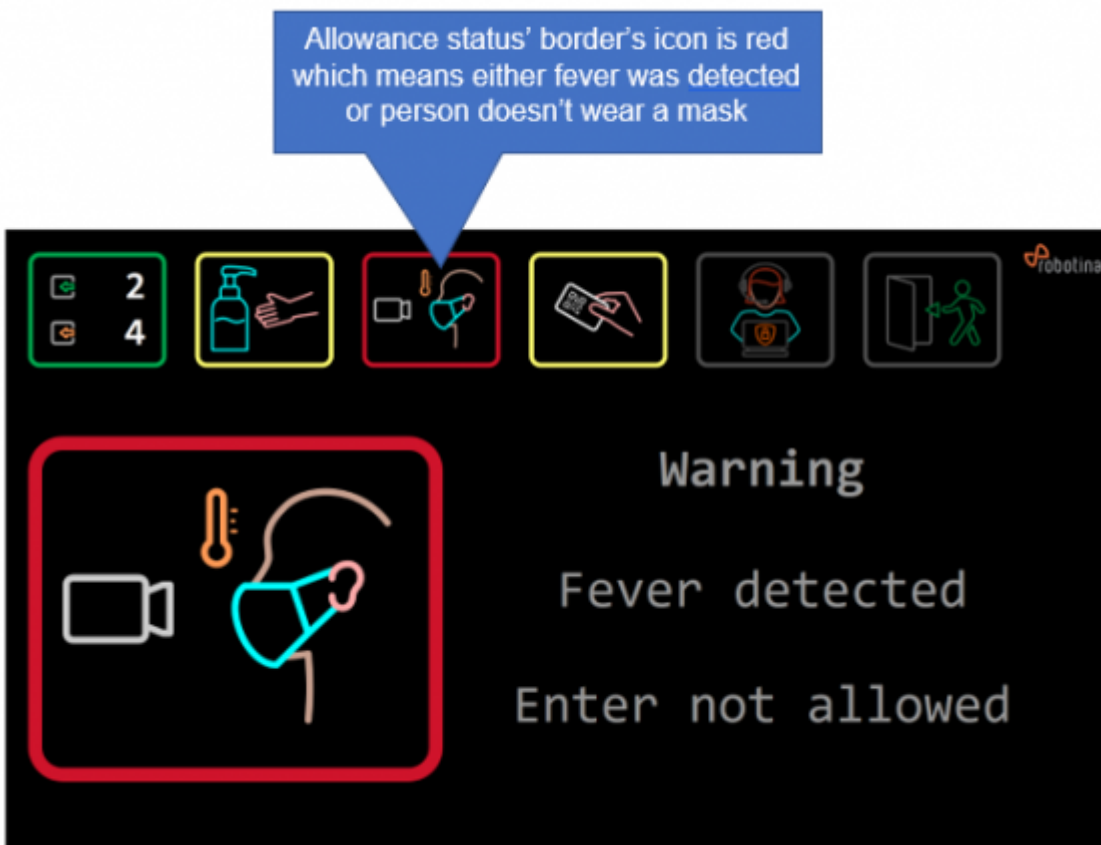 Allowance status’ border’s icon is red
which means either fever was detected
or person doesn’t wear a mask
2
4
robotina
Warning
Fever detected
Enter not allowed